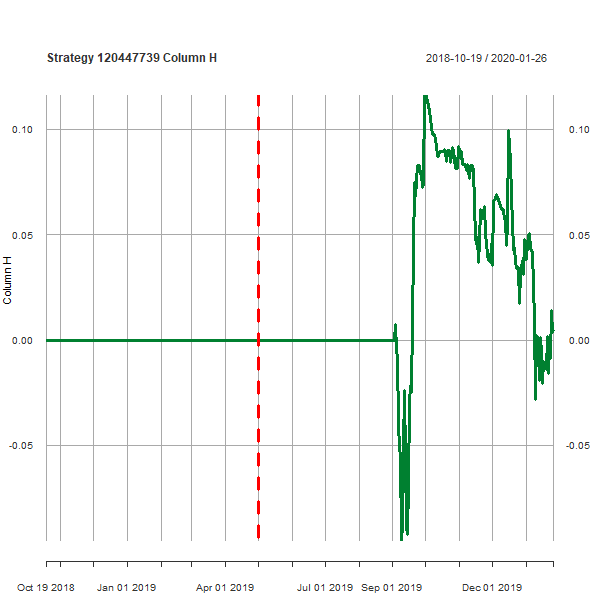 Strategy 120447739 Column H 2018-10-19 / 2020-01-26
0.10 0.10
0.05 0.05
Column H
0.00 0.00
-0.05 -0.05
Oct 19 2018 Jan 01 2019 Apr 01 2019 Jul 01 2019 Sep 01 2019 Dec 01 2019